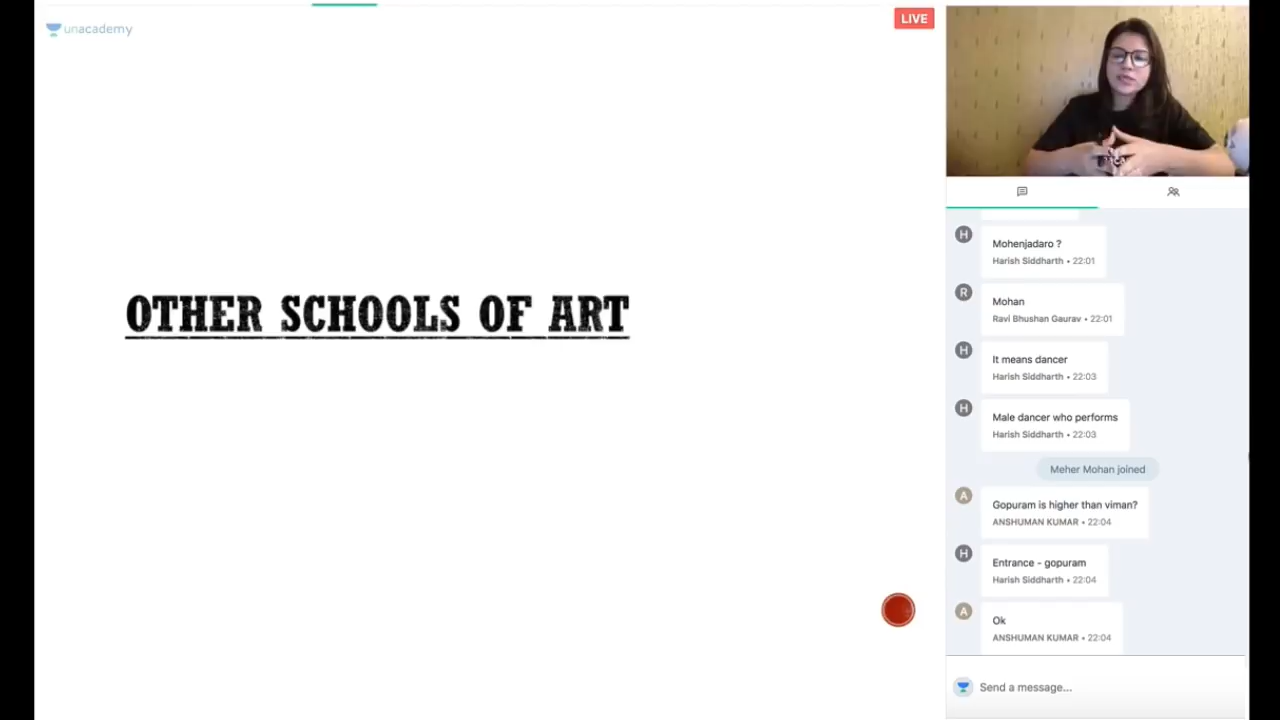 unacademy
LIVE
OTHER SCHOOLS OF ART
H
Mohenjadaro ?
Harish Siddharth • 22:01
R
Mohan
Ravi Bhushan Gaurav • 22:01
H
It means dancer
Harish Siddharth • 22:03
H
Male dancer who performs
Harish Siddharth • 22:03
Meher Mohan joined
A
Gopuram is higher than viman?
ANSHUMAN KUMAR • 22:04
H
Entrance - gopuram
Harish Siddharth • 22:04
A
Ok
ANSHUMAN KUMAR • 22:04
Send a message...